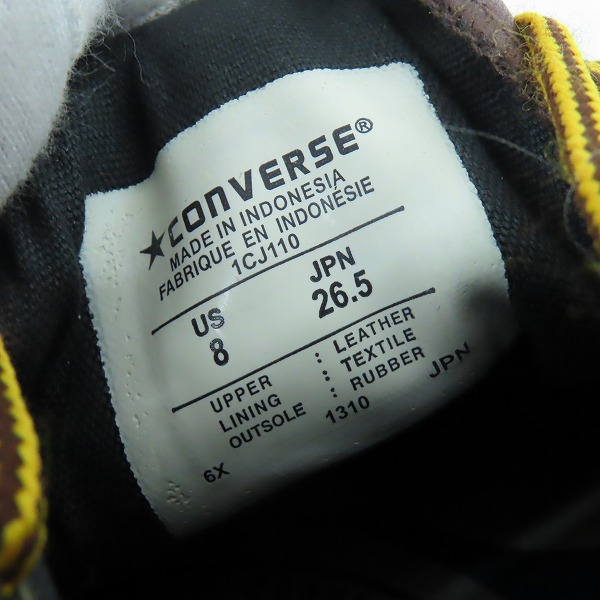 ★CONVERSE®
MADE IN INDONESIA
FABRIQUE EN INDONÉSIE
1CJ110
US JPN
8 26.5
UPPER : LEATHER
LINING : TEXTILE
OUTSOLE : RUBBER
1310 JPN
6X